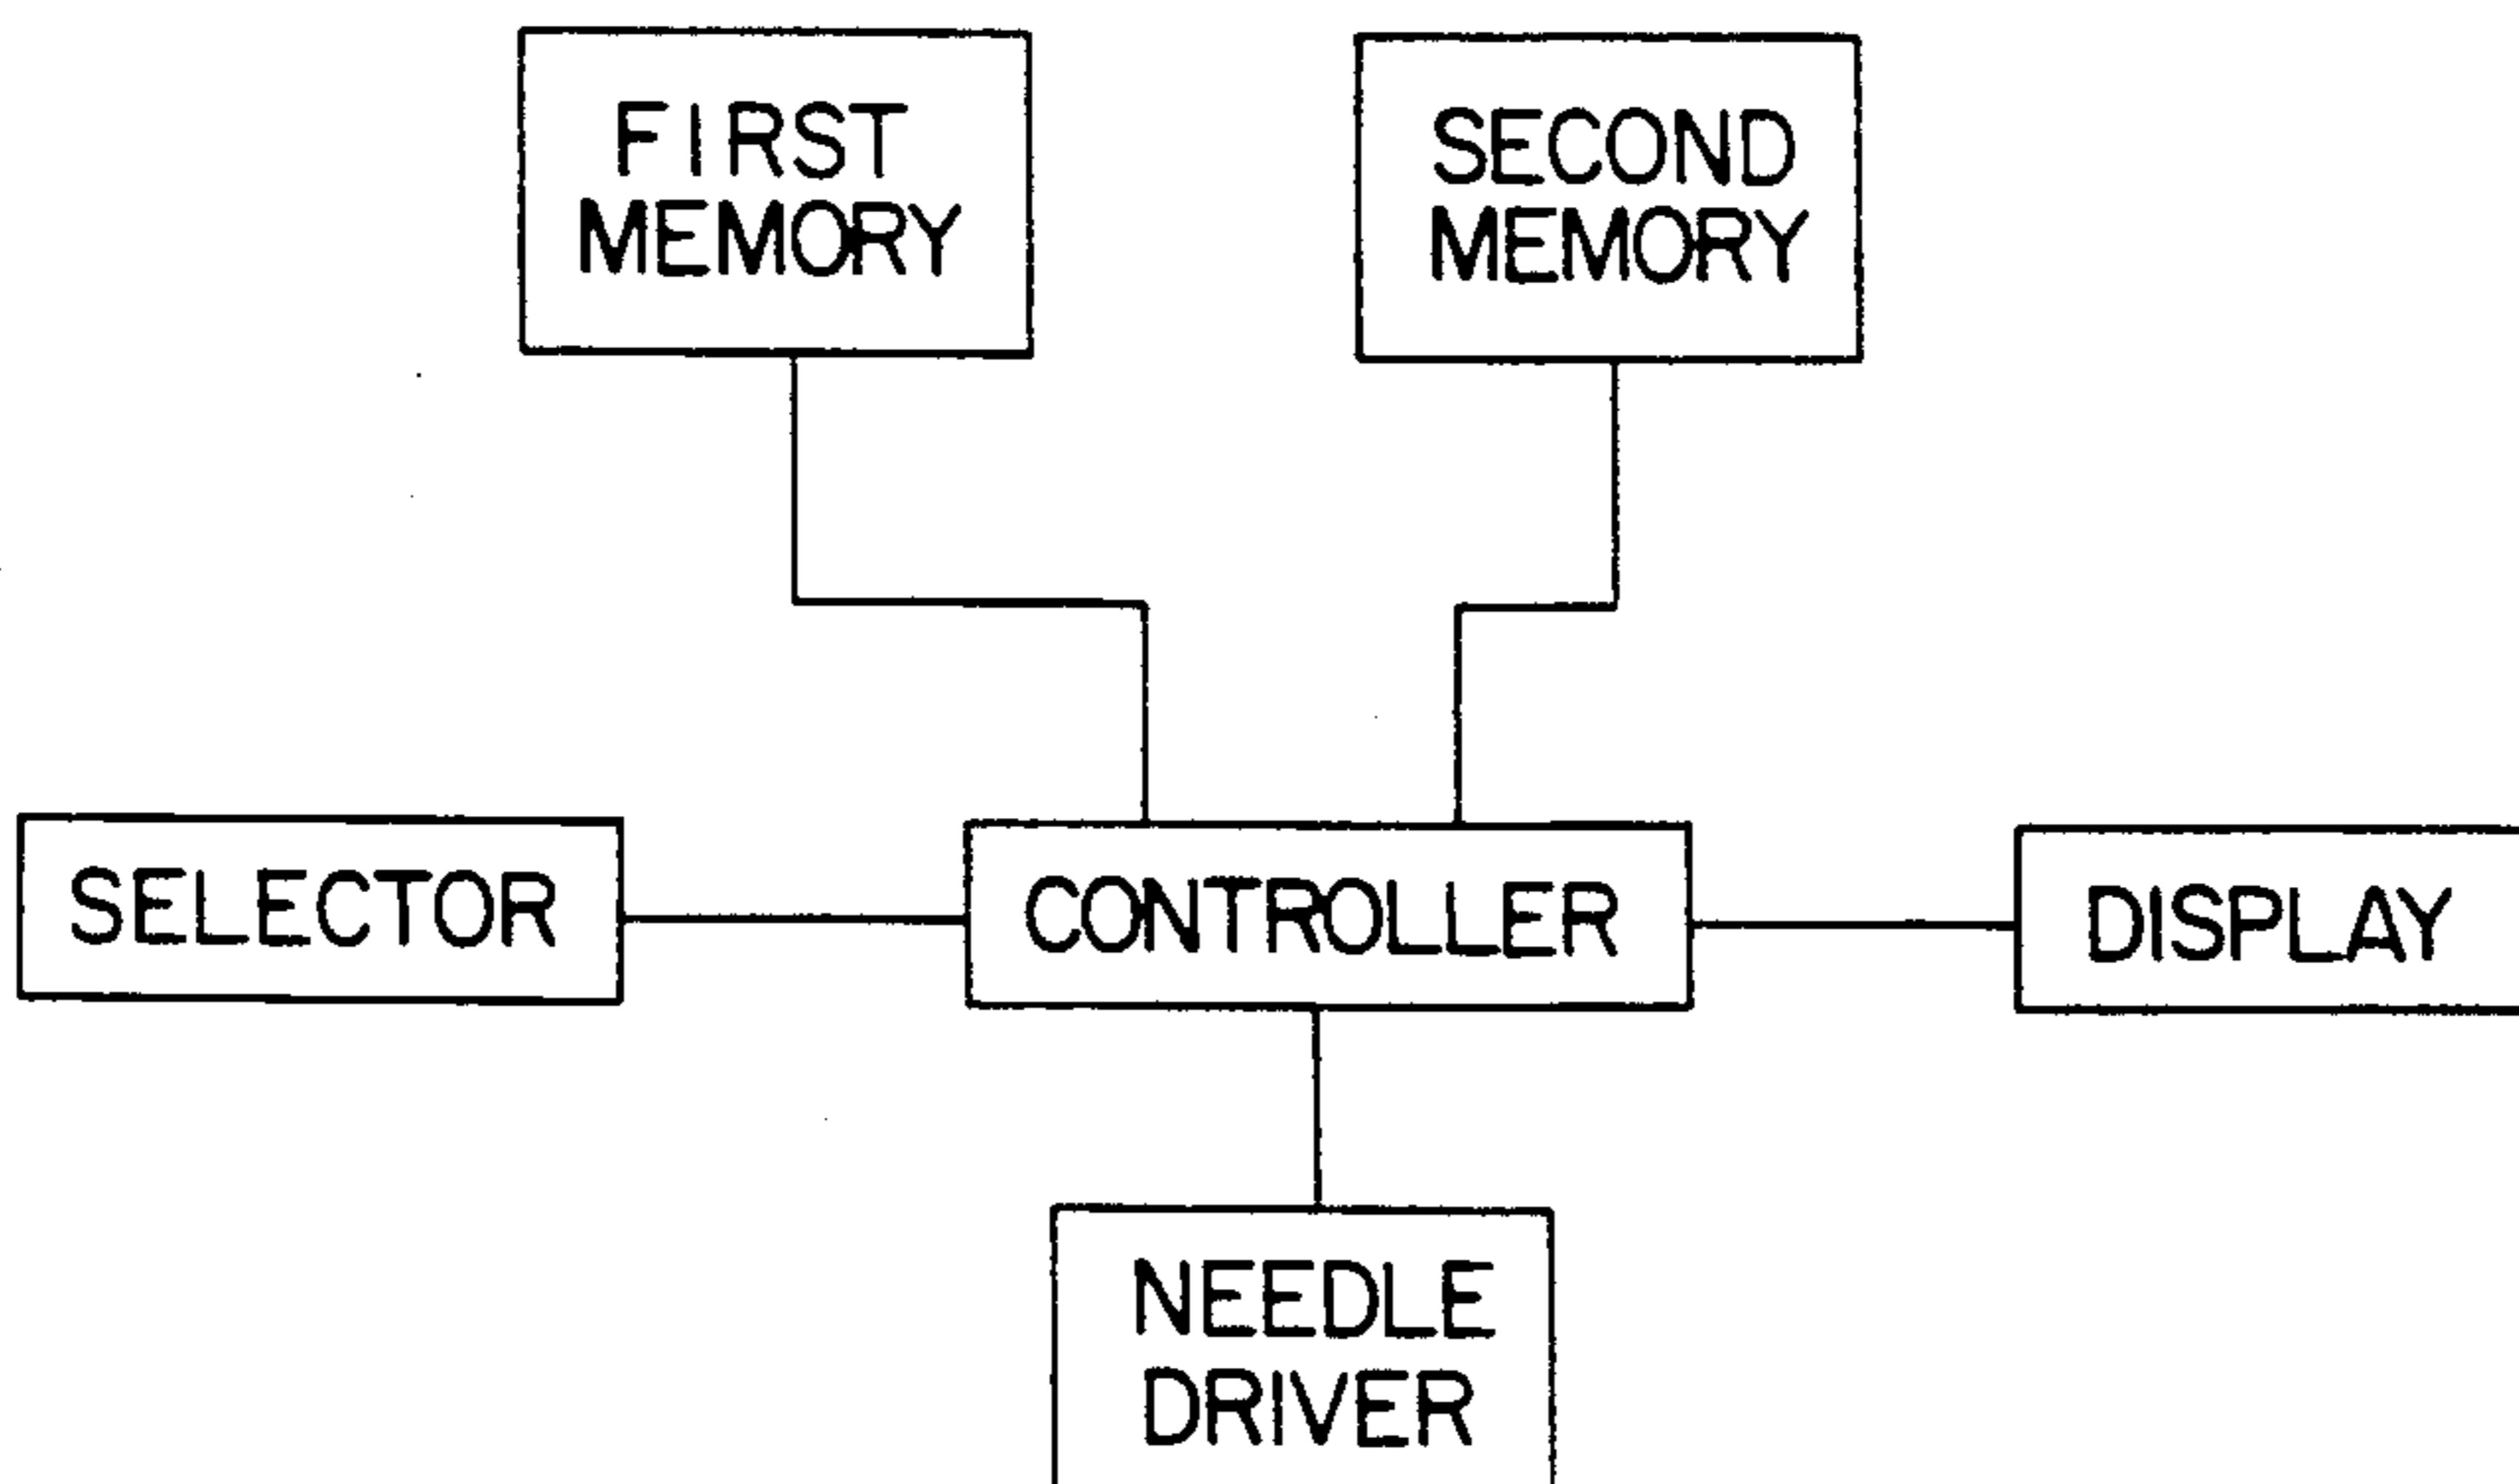 FIRST
MEMORY
SECOND
MEMORY
SELECTOR
CONTROLLER
DISPLAY
NEEDLE
DRIVER